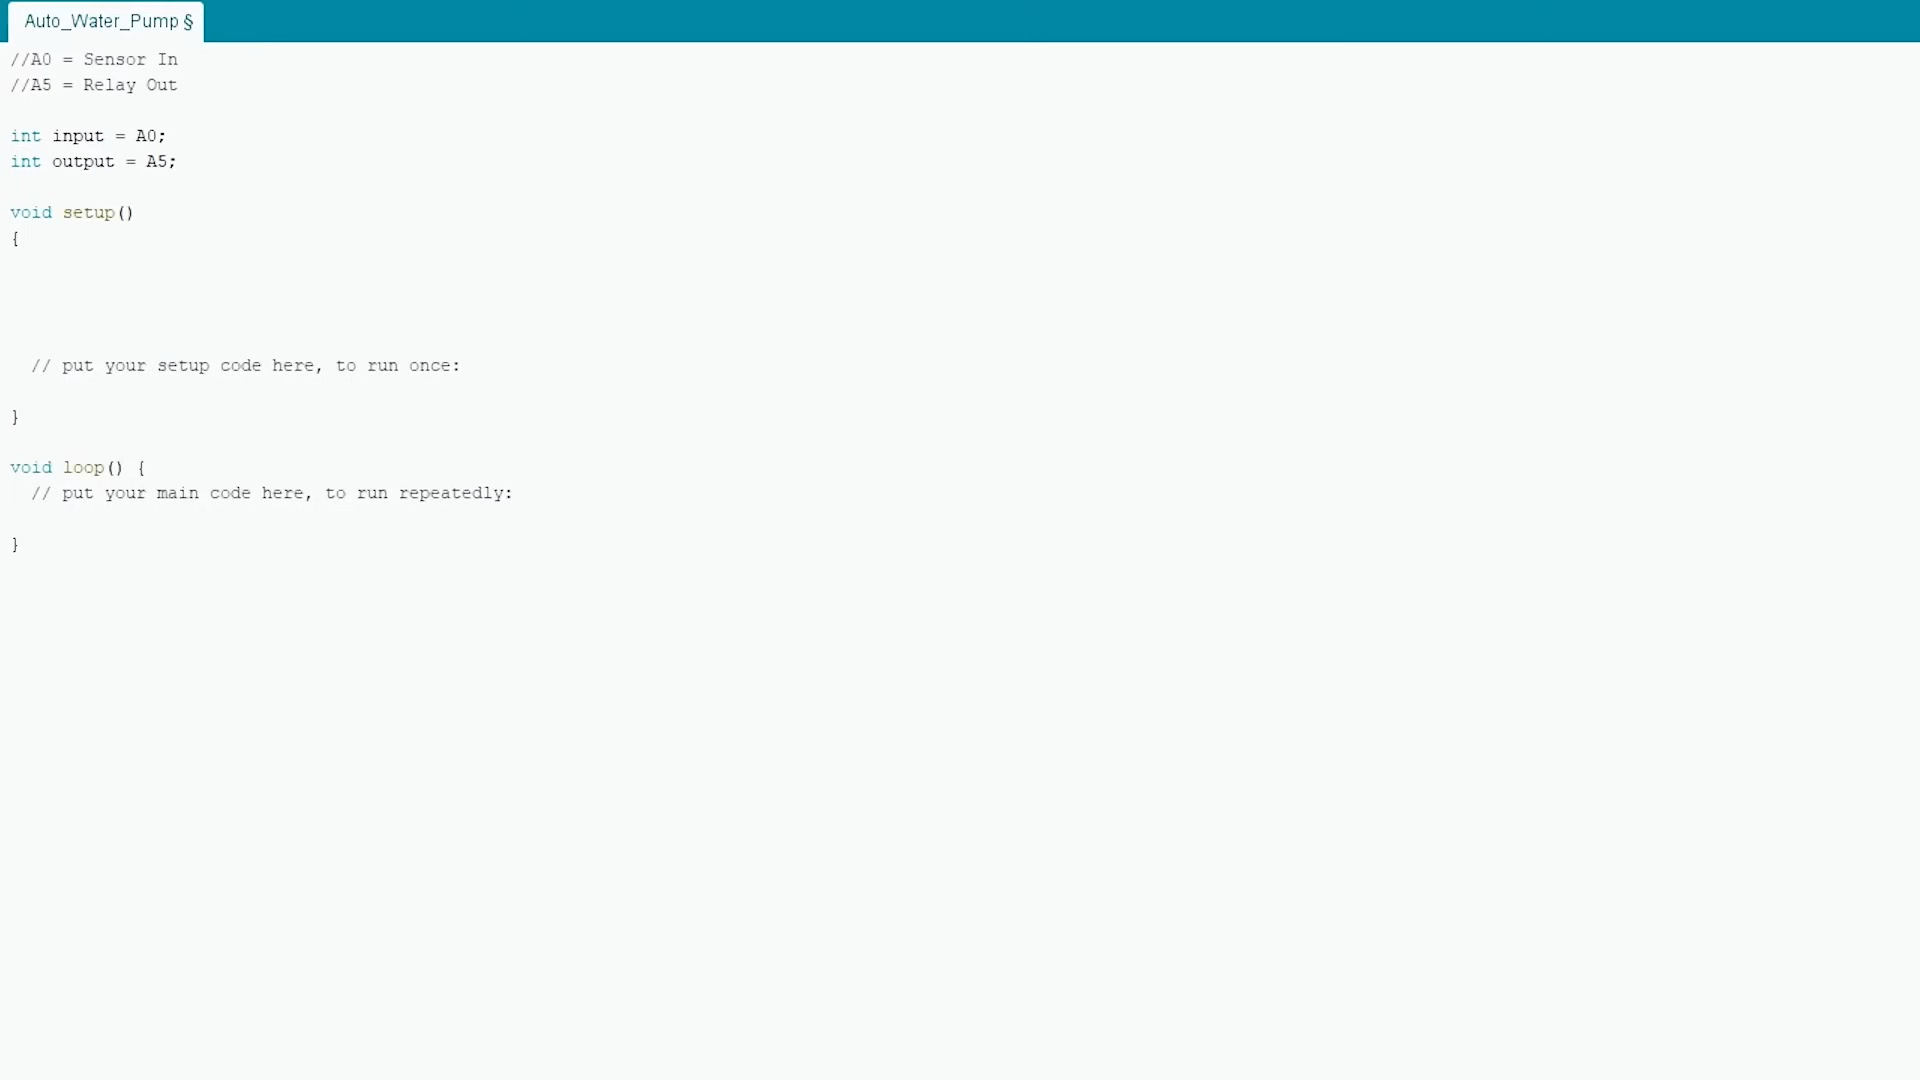 Auto_Water_Pump §
//A0 = Sensor In
//A5 = Relay Out
int input = A0;
int output = A5;
void setup()
{
// put your setup code here, to run once:
}
void loop() {
// put your main code here, to run repeatedly:
}